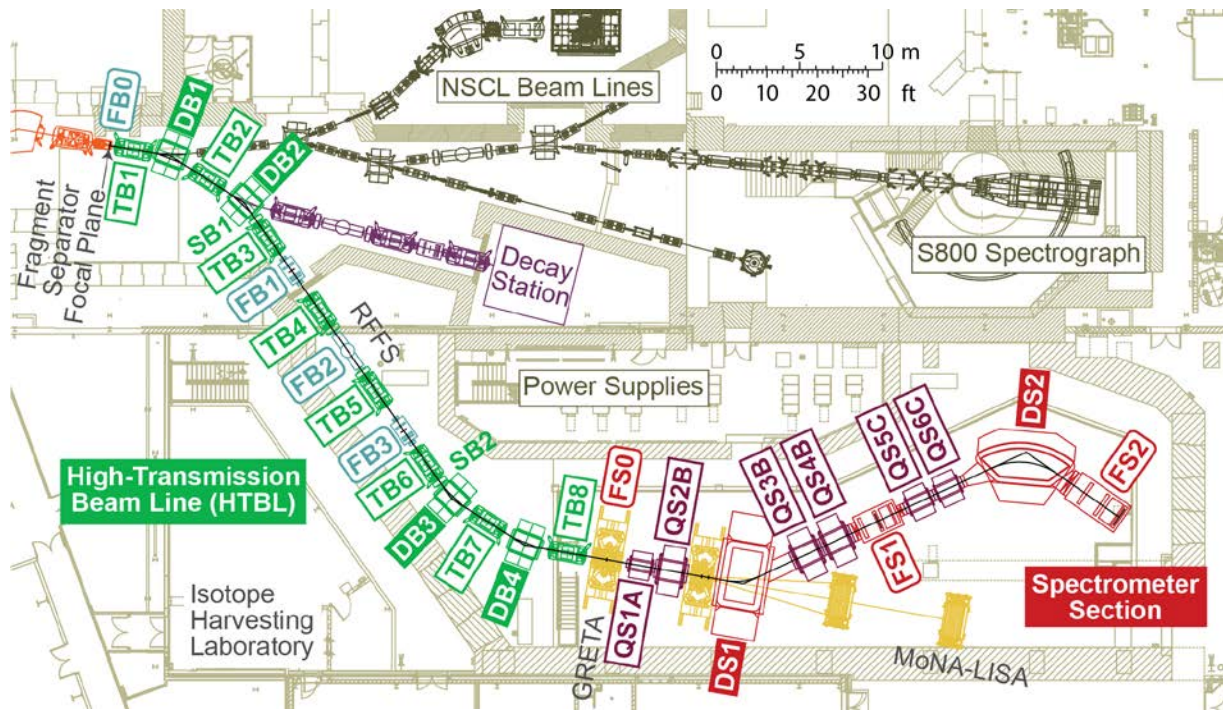 0 5 10 m
0 10 20 30 ft
NSCL Beam Lines
FB0
DB1
TB2
DB2
TB1
Fragment
Separator
Focal Plane
SB1
TB3
FB1
Decay
Station
S800 Spectrograph
TB4
RFFS
FB2
TB5
Power Supplies
FB3
TB6
SB2
High-Transmission
Beam Line (HTBL)
DB3
TB7
DB4
TB8
FS0
QS2B
QS3B
QS4B
QS5C
QS6C
DS2
FS2
FS1
QS1A
DS1
GRETA
MoNA-LISA
Spectrometer
Section
Isotope
Harvesting
Laboratory